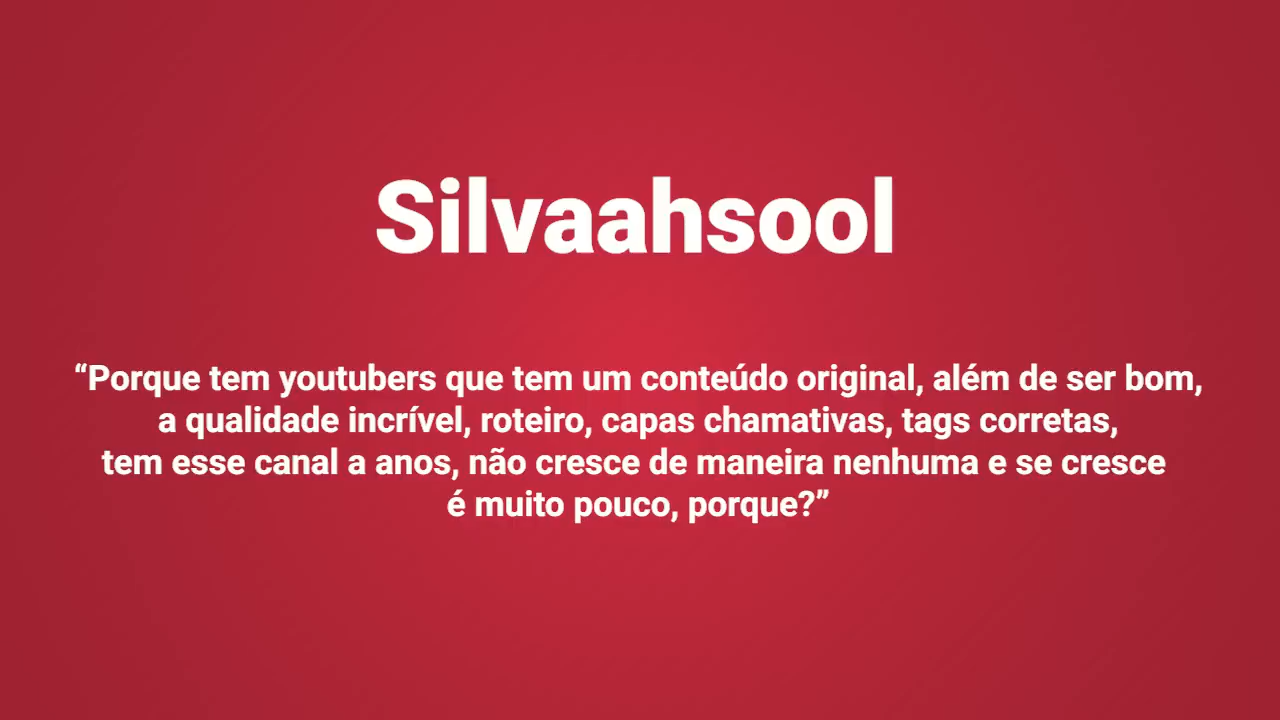 Silvaahsool
“Porque tem youtubers que tem um conteúdo original, além de ser bom,
a qualidade incrível, roteiro, capas chamativas, tags corretas,
tem esse canal a anos, não cresce de maneira nenhuma e se cresce
é muito pouco, porque?”